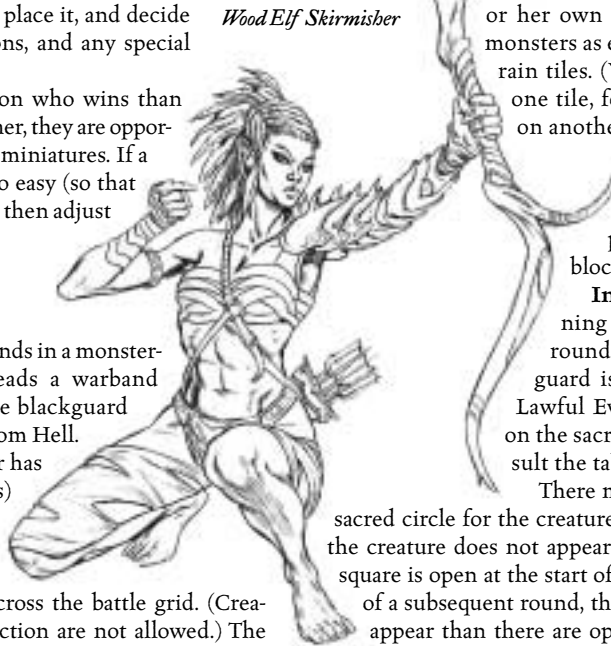 place it, and decide
ns, and any special
on who wins than
her, they are oppor-
miniatures. If a
o easy (so that
then adjust
nds in a monster-
eads a warband
e blackguard
om Hell.
r has
s)
cross the battle grid. (Crea-
ction are not allowed.) The
Wood Elf Skirmisher
or her own
monsters as e
rain tiles. (Y
one tile, f
on anothe
bloc
In
ning
round
guard is
Lawful Ev
on the sacr
sult the ta
There
sacred circle for the creature
the creature does not appear
square is open at the start of
of a subsequent round, th
appear than there are op